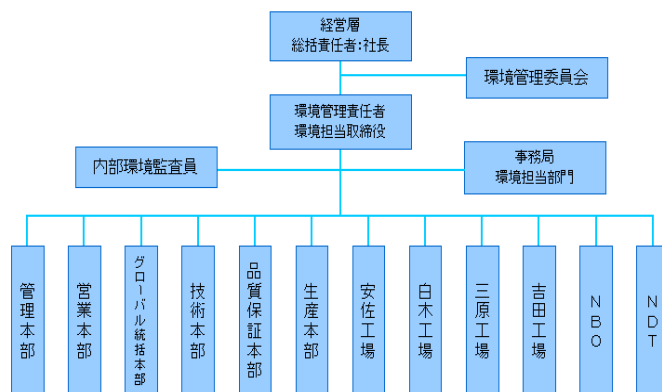 経営層
総括責任者:社長
環境管理委員会
環境管理責任者
環境担当取締役
内部環境監査員
事務局
環境担当部門
管理本部
営業本部
グローバル統括本部
技術本部
品質保証本部
生産本部
安佐工場
白木工場
三原工場
吉田工場
NBO
NDT